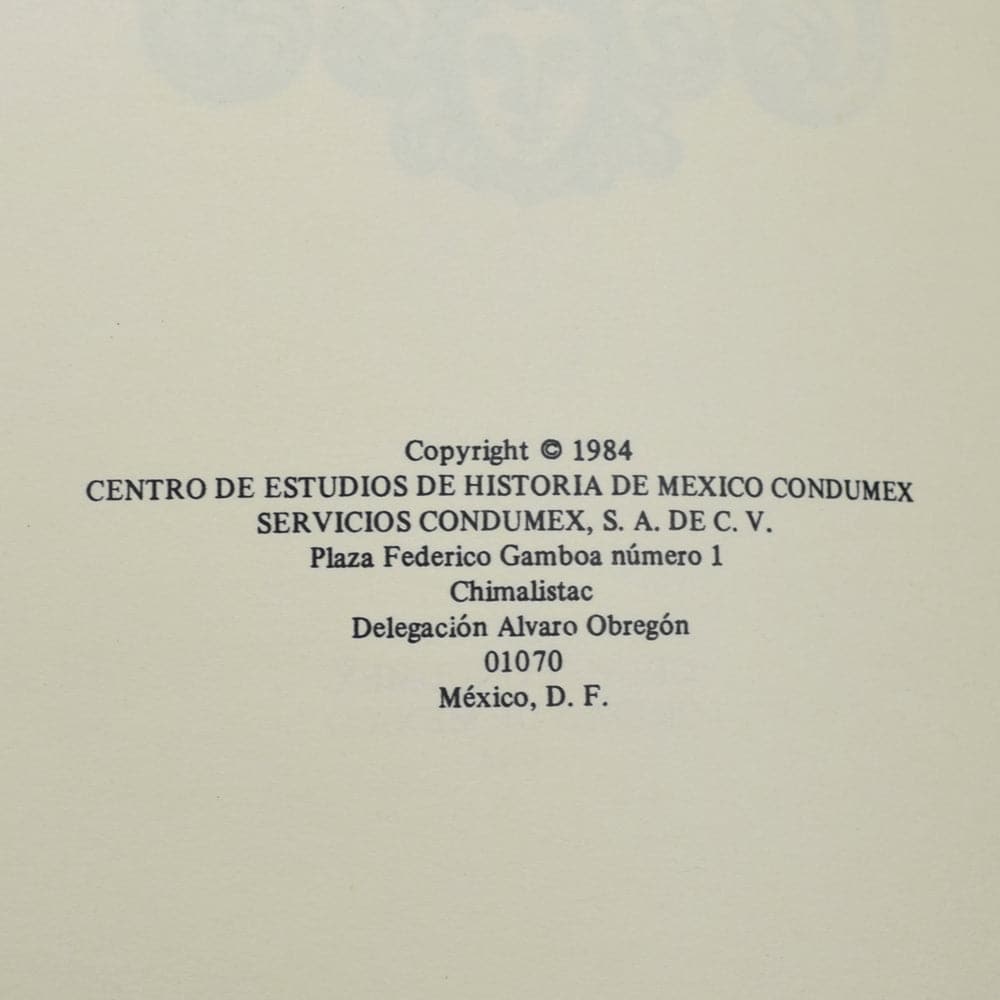 Copyright © 1984
CENTRO DE ESTUDIOS DE HISTORIA DE MEXICO CONDUMEX
SERVICIOS CONDUMEX, S. A. DE C. V.
Plaza Federico Gamboa número 1
Chimalistac
Delegación Alvaro Obregón
01070
México, D. F.